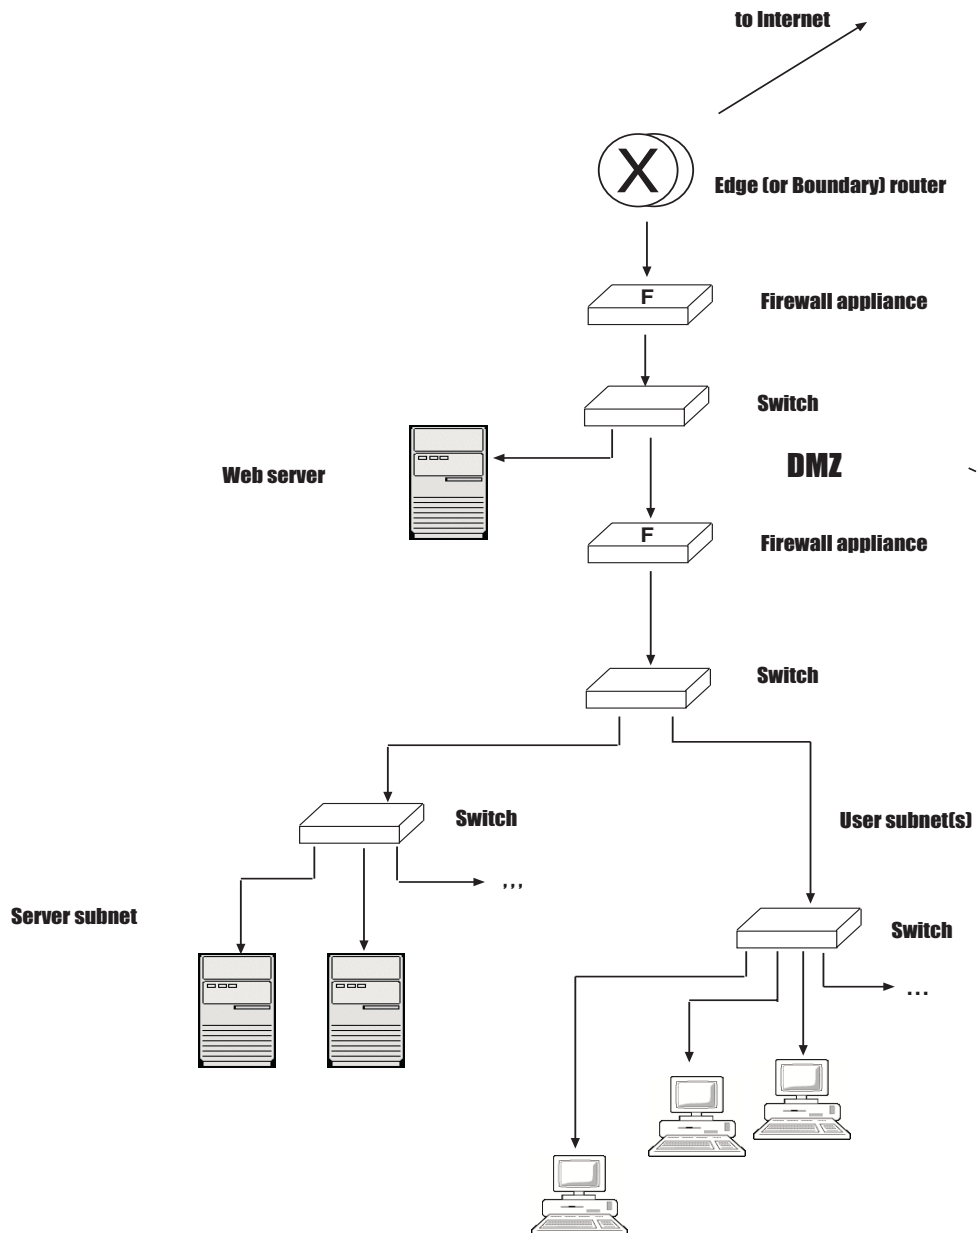 to Internet
X
Edge (or Boundary) router
F
Firewall appliance
Switch
Web server
DMZ
F
Firewall appliance
Switch
Switch
,,,
User subnet(s)
Server subnet
Switch
...